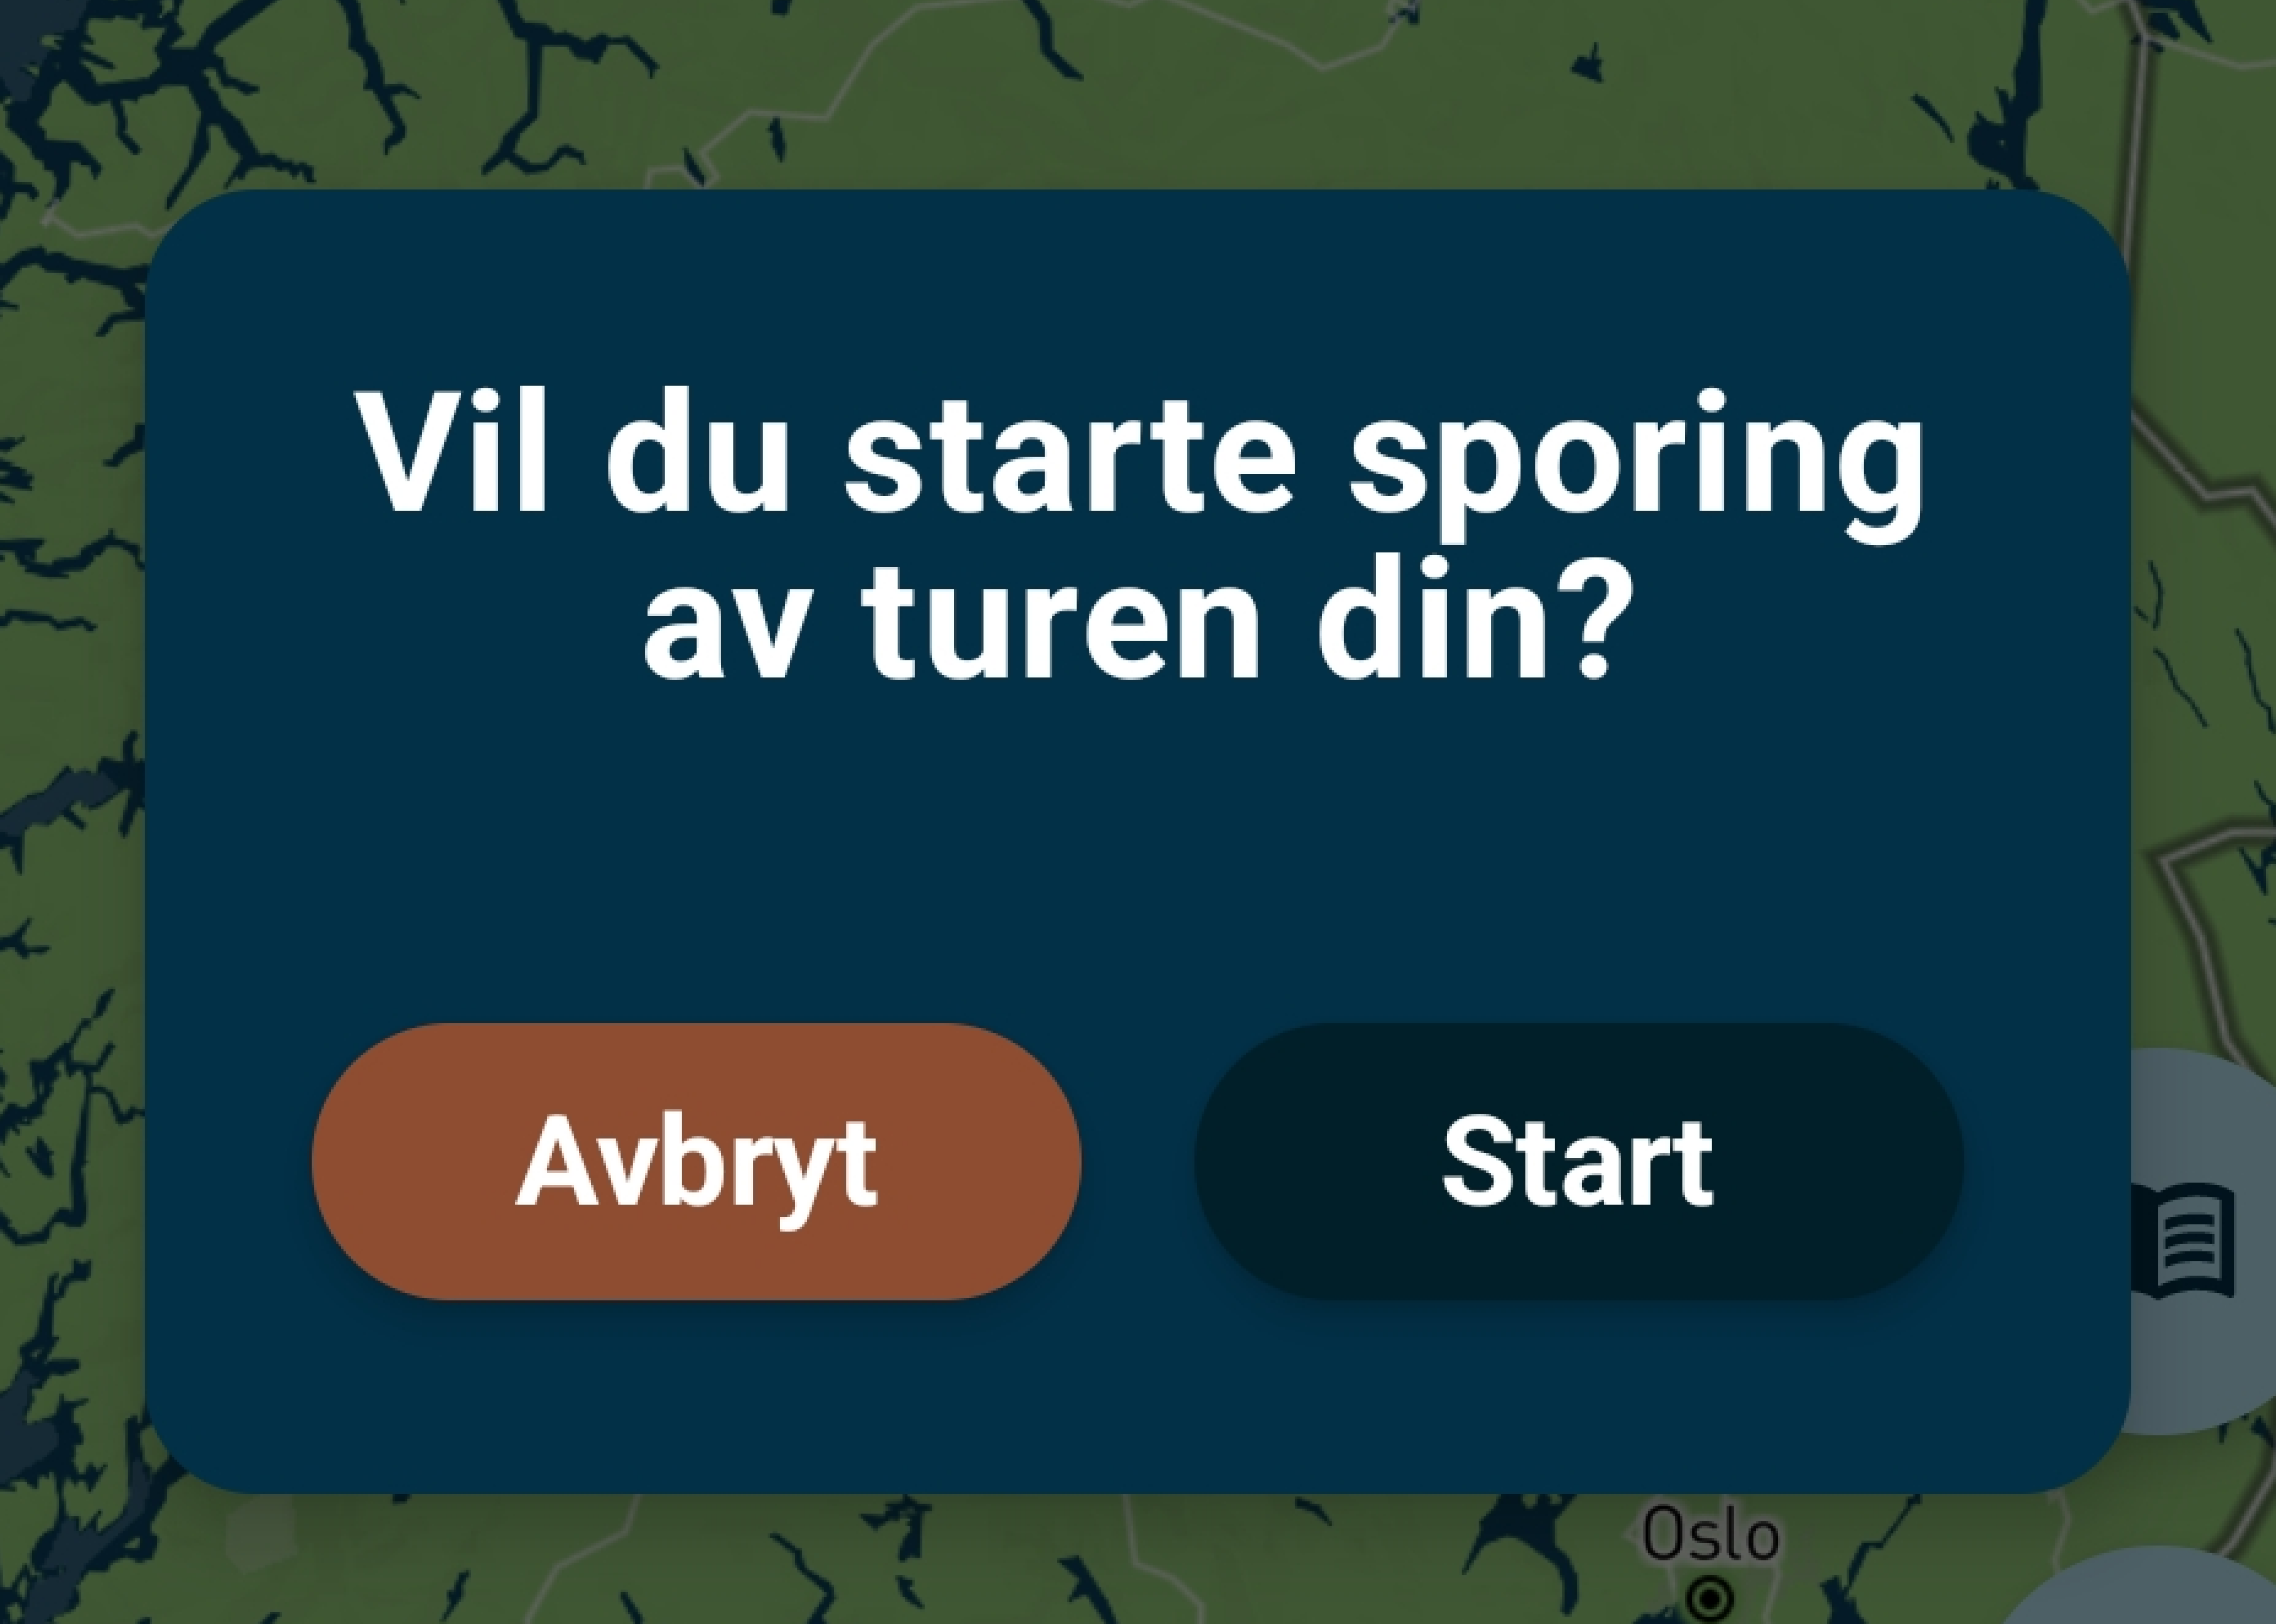 Vil du starte sporing
av turen din?
Avbryt
Start
Oslo